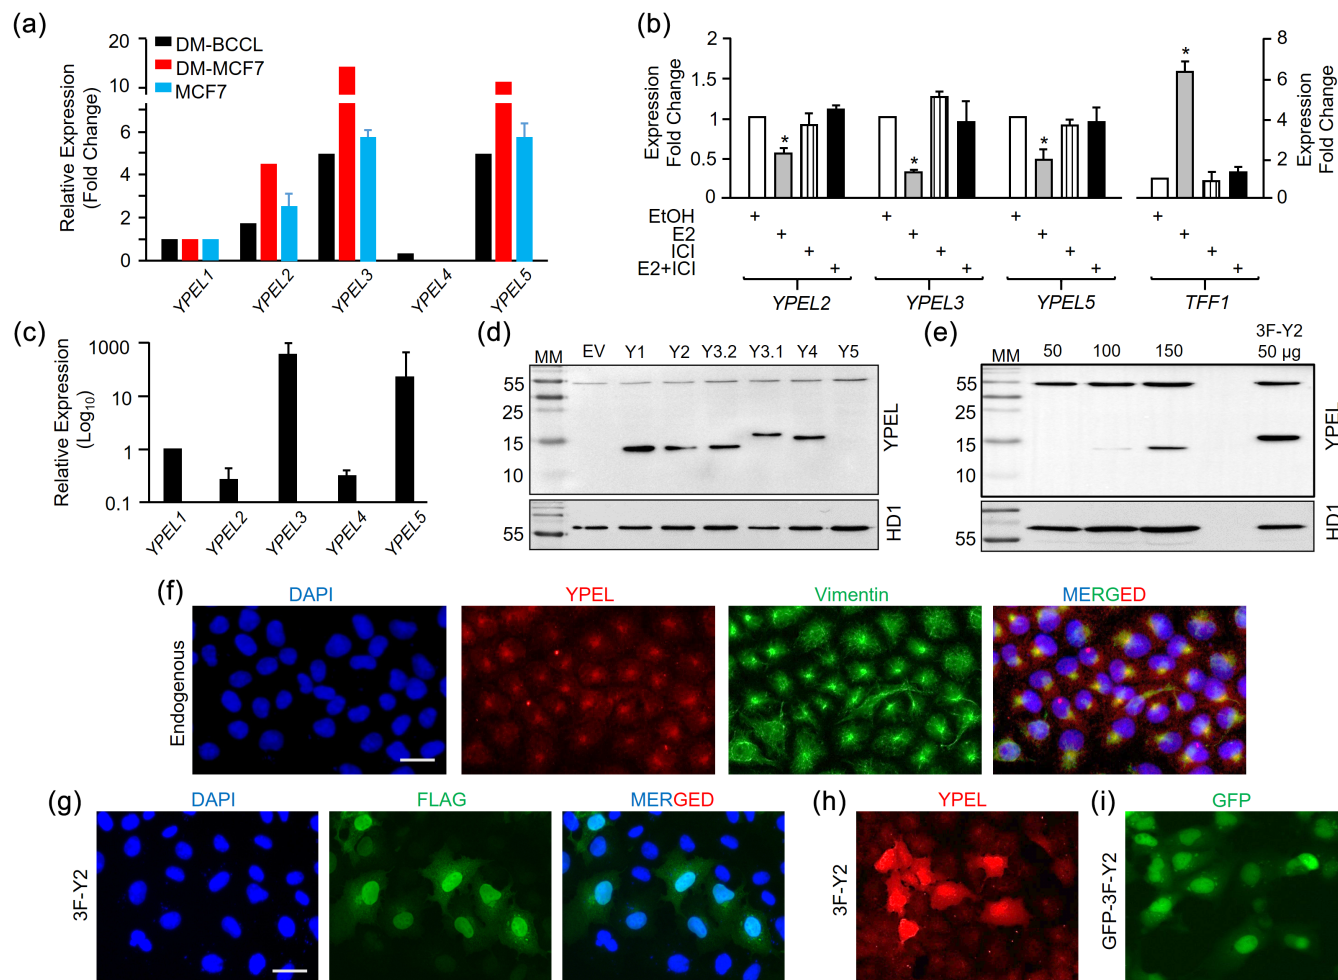 (a)
20
10
6
4
2
0
Relative Expression
(Fold Change)
DM-BCCL
DM-MCF7
MCF7
YPEL1
YPEL2
YPEL3
YPEL4
YPEL5
(b)
2
1.5
1
0.5
0
Expression
Fold Change
* * * *
8
6
4
2
0
Expression
Fold Change
EtOH + + + +
E2 + + + +
ICI + + + +
E2+ICI + + + +
YPEL2 YPEL3 YPEL5 TFF1
(c)
1000
10
1
0.1
Relative Expression
(Log10)
YPEL1
YPEL2
YPEL3
YPEL4
YPEL5
(d)
MM EV Y1 Y2 Y3.2 Y3.1 Y4 Y5
55
25
15
10
YPEL
55
HD1
(e)
3F-Y2
MM 50 100 150 50 µg
55
25
15
10
YPEL
55
HD1
(f)
DAPI YPEL Vimentin MERGED
Endogenous
(g)
DAPI FLAG MERGED
3F-Y2
(h)
YPEL
3F-Y2
(i)
GFP
GFP-3F-Y2